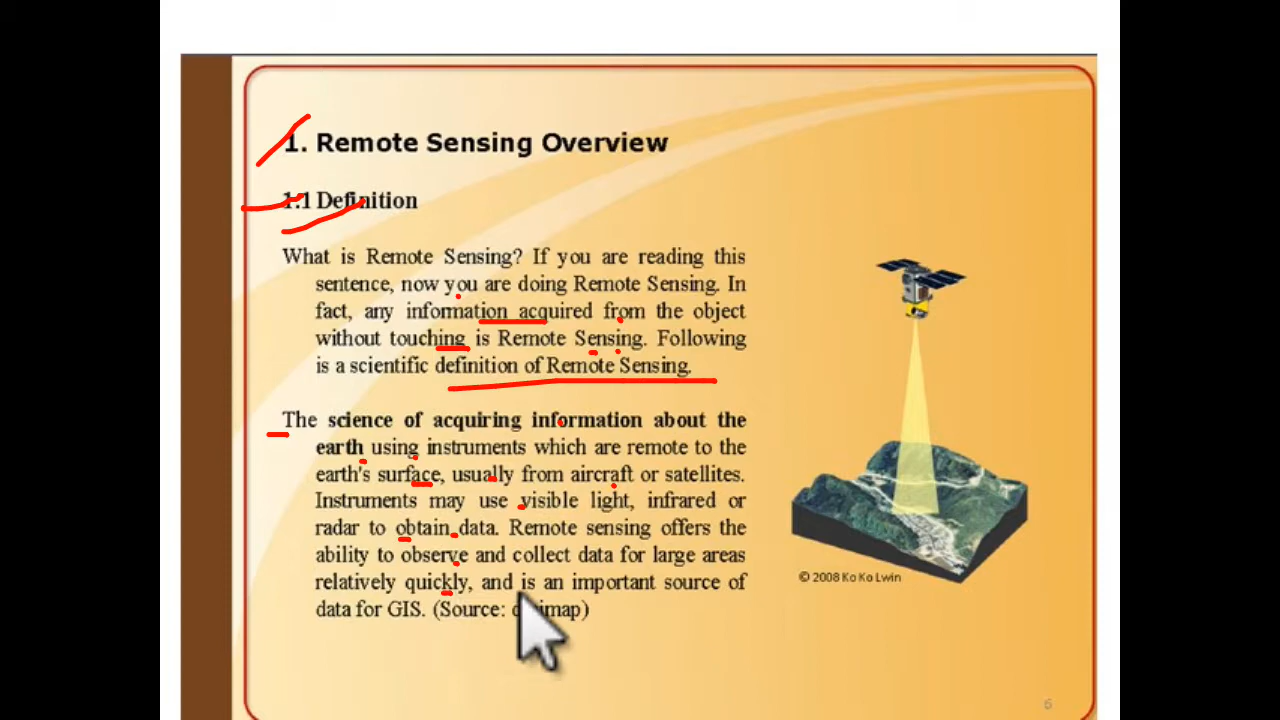 1. Remote Sensing Overview
1.1 Definition
What is Remote Sensing? If you are reading this
sentence, now you are doing Remote Sensing. In
fact, any information acquired from the object
without touching is Remote Sensing. Following
is a scientific definition of Remote Sensing.
The science of acquiring information about the
earth using instruments which are remote to the
earth's surface, usually from aircraft or satellites.
Instruments may use visible light, infrared or
radar to obtain data. Remote sensing offers the
ability to observe and collect data for large areas
relatively quickly, and is an important source of
data for GIS. (Source:
© 2008 Ko Ko Lwin
6